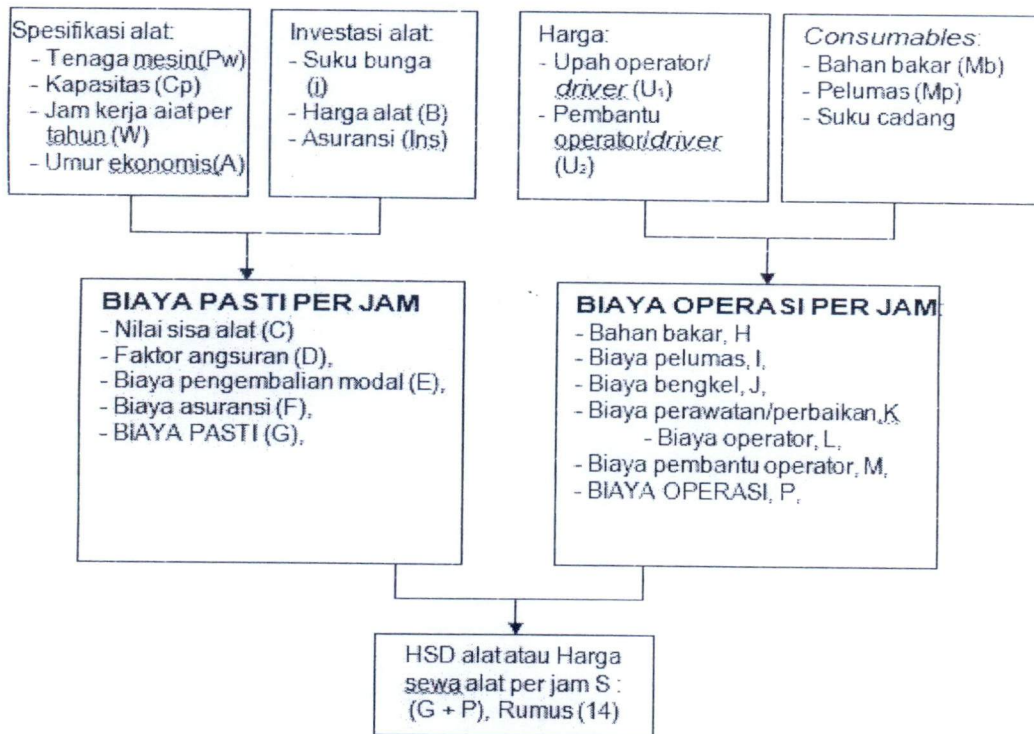 Spesifikasi alat:
- Tenaga mesin(Pw)
- Kapasitas (Cp)
- Jam kerja aiat per
tahun (W)
- Umur ekonomis(A)
Investasi alat:
- Suku bunga
(i)
- Harga alat (B)
- Asuransi (Ins)
Harga:
- Upah operator/
driver (U₁)
- Pembantu
operator/driver
(U₂)
Consumables:
- Bahan bakar (Mb)
- Pelumas (Mp)
- Suku cadang
BIAYA PASTI PER JAM
- Nilai sisa alat (C)
- Faktor angsuran (D),
- Biaya pengembalian modal (E),
- Biaya asuransi (F),
- BIAYA PASTI (G),
BIAYA OPERASI PER JAM
- Bahan bakar, H
- Biaya pelumas, I,
- Biaya bengkel, J,
- Biaya perawatan/perbaikan,K
- Biaya operator, L,
- Biaya pembantu operator, M,
- BIAYA OPERASI, P,
HSD alat atau Harga
sewa alat per jam S :
(G + P), Rumus (14)